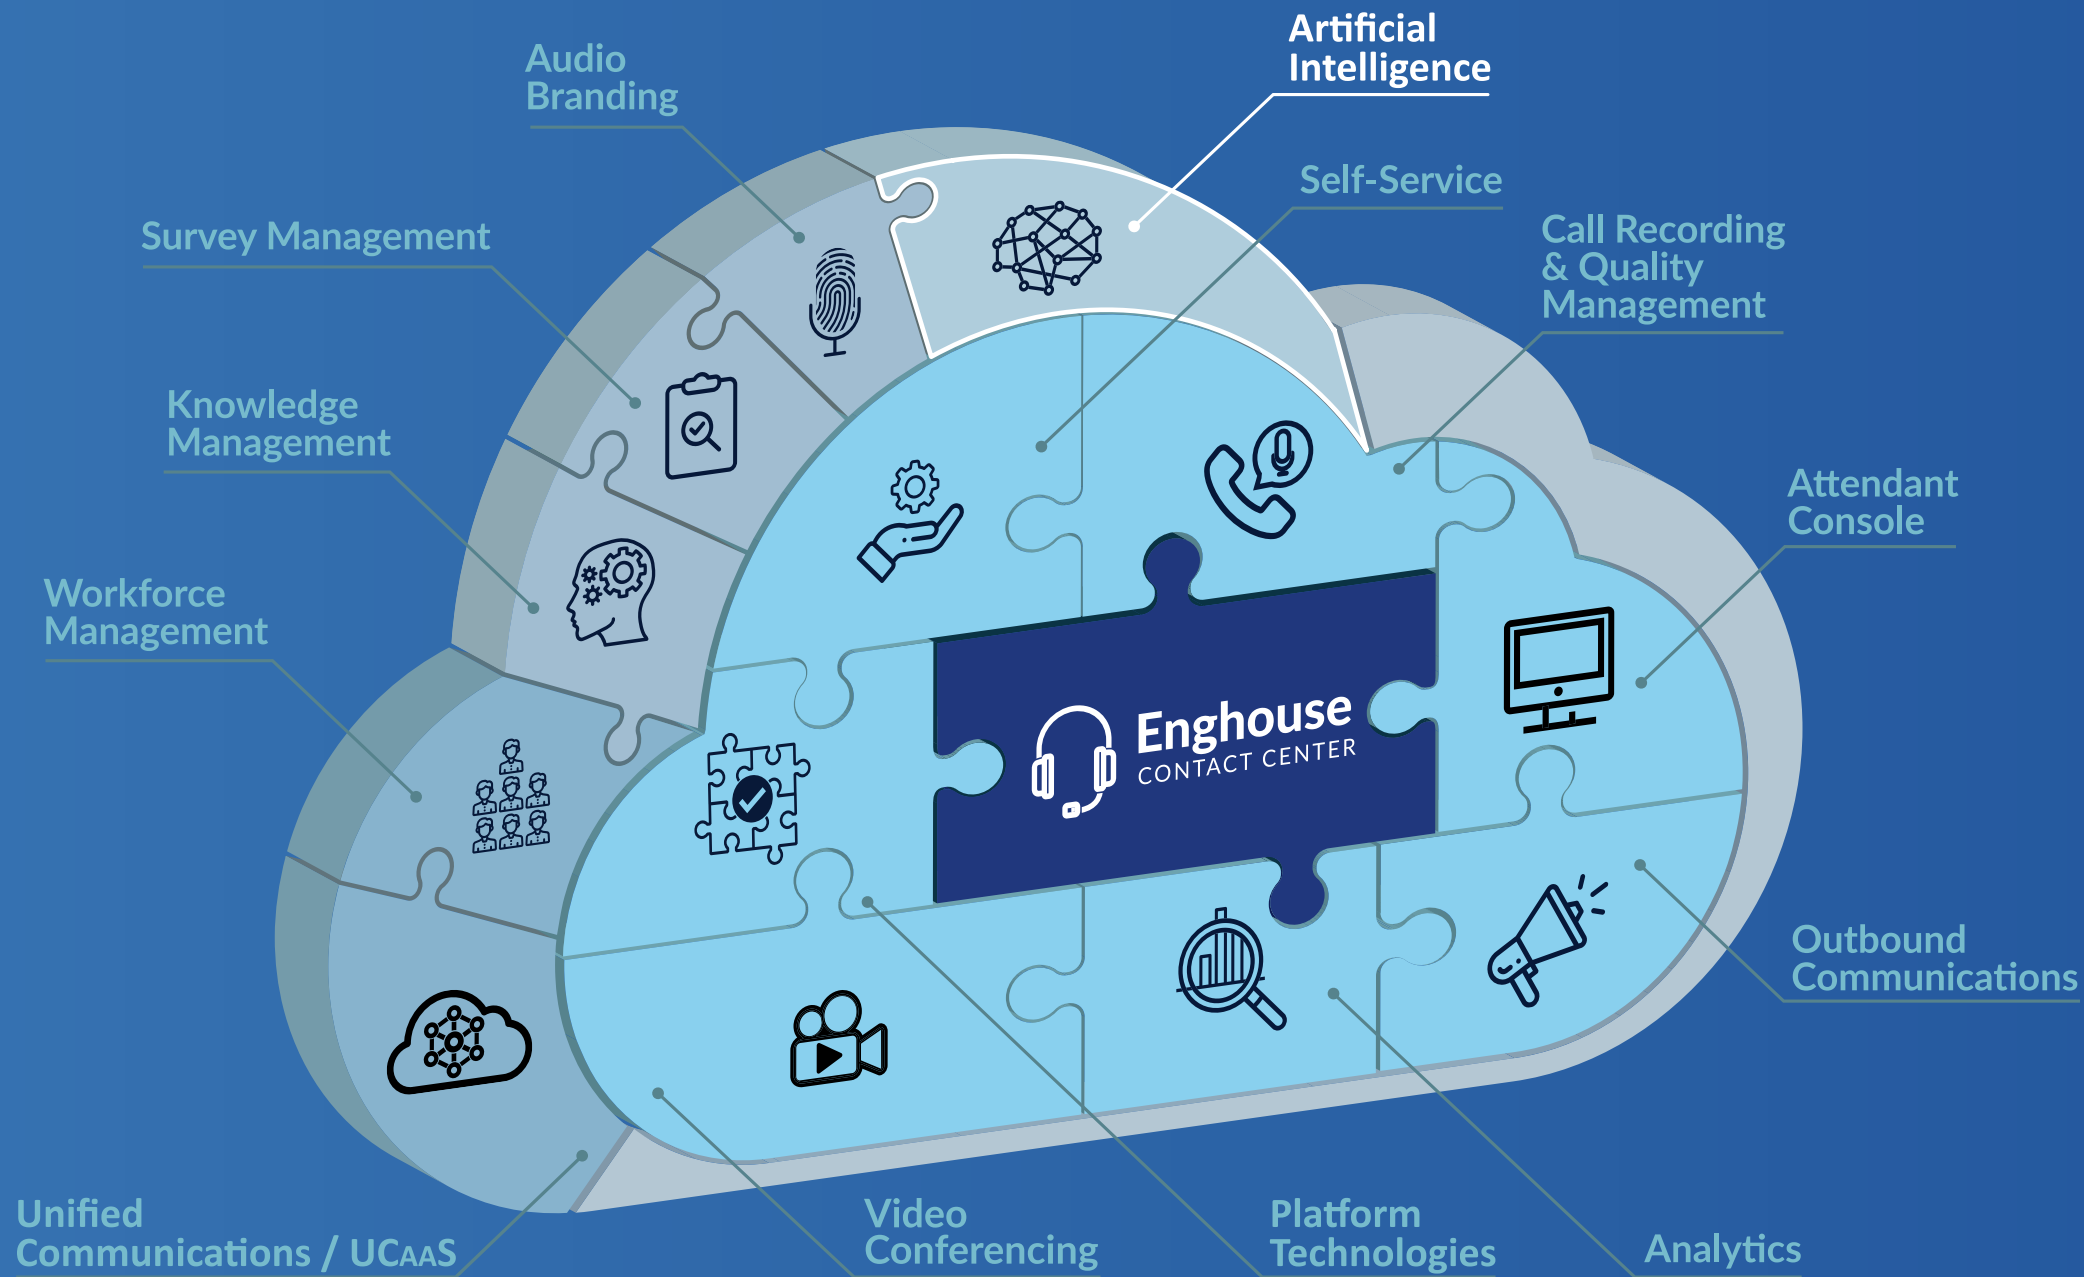 Artificial
Intelligence
Audio
Branding
Self-Service
Survey Management
Call Recording
& Quality
Management
Knowledge
Management
Attendant
Console
Workforce
Management
Enghouse
CONTACT CENTER
Outbound
Communications
Unified
Communications / UCAAS
Video
Conferencing
Platform
Technologies
Analytics